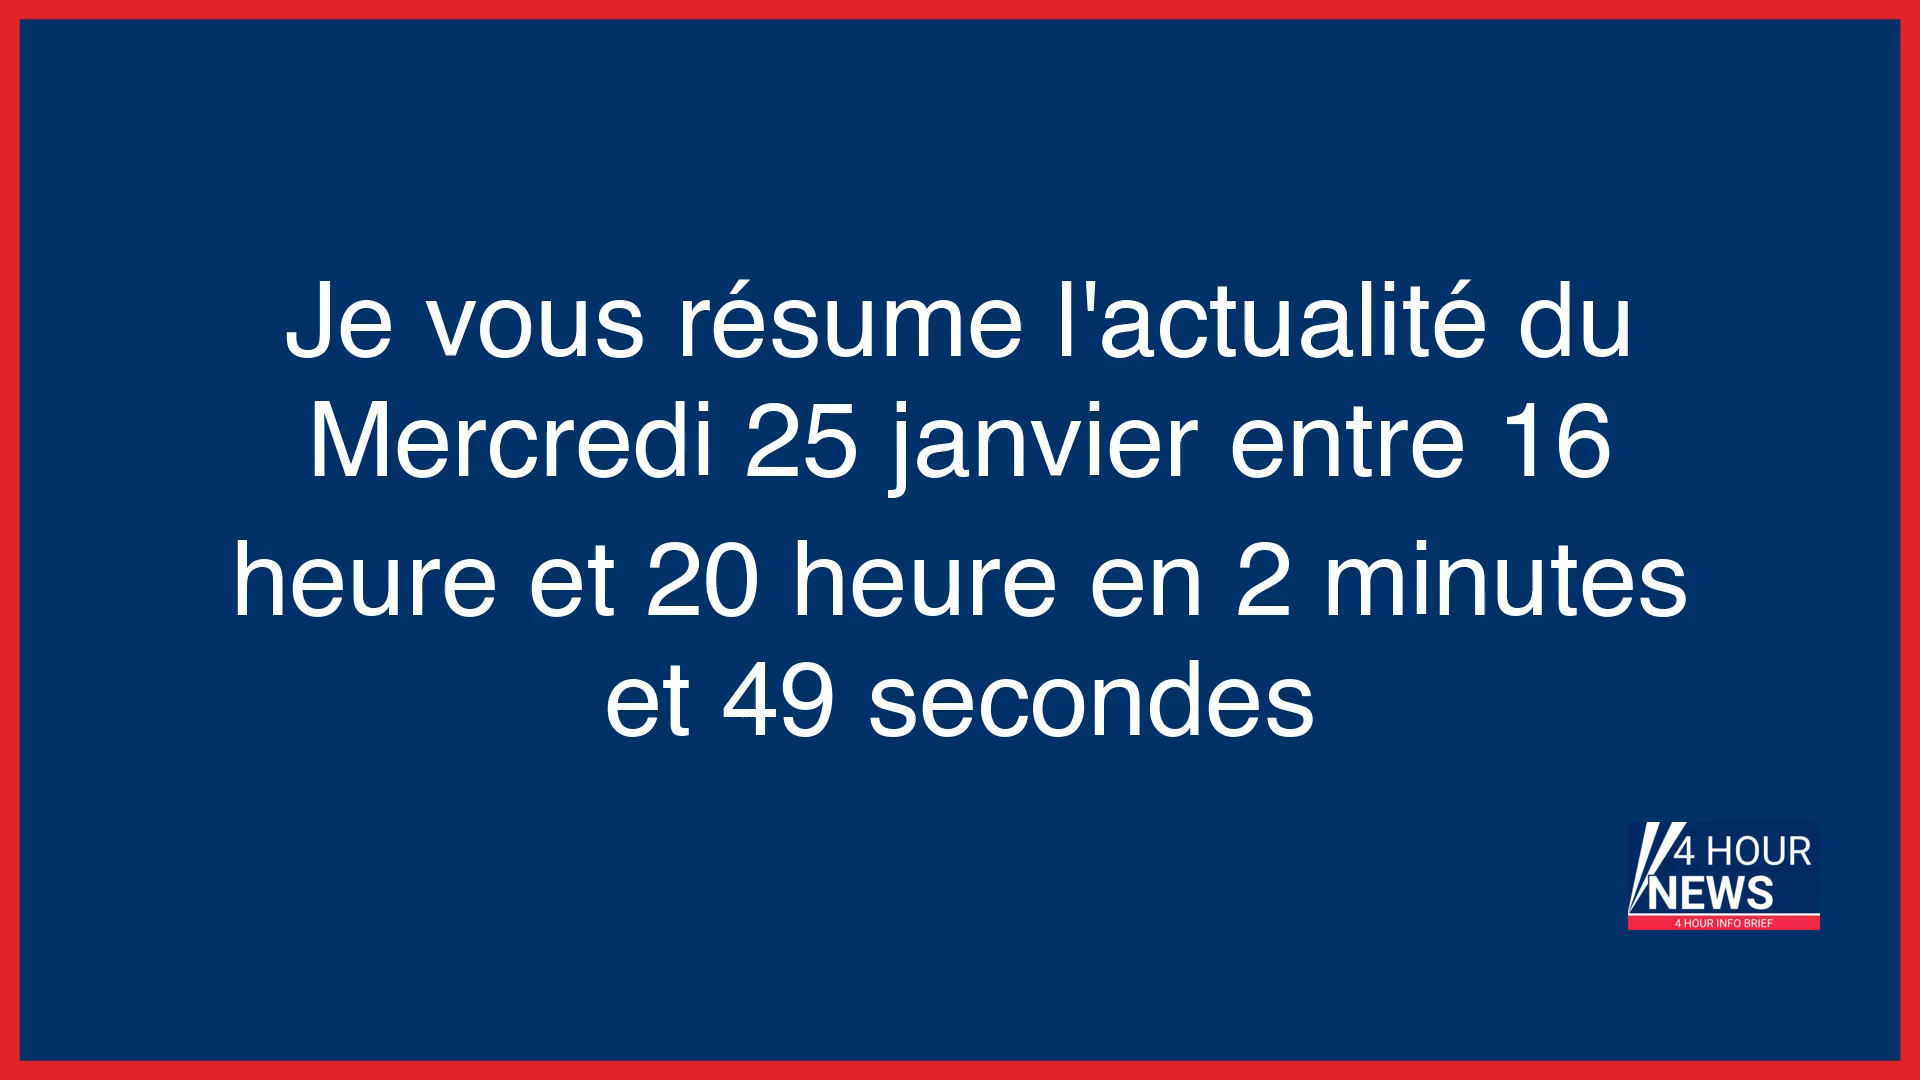 Je vous résume l'actualité du
Mercredi 25 janvier entre 16
heure et 20 heure en 2 minutes
et 49 secondes
4 HOUR
NEWS
4 HOUR INFO BRIEF